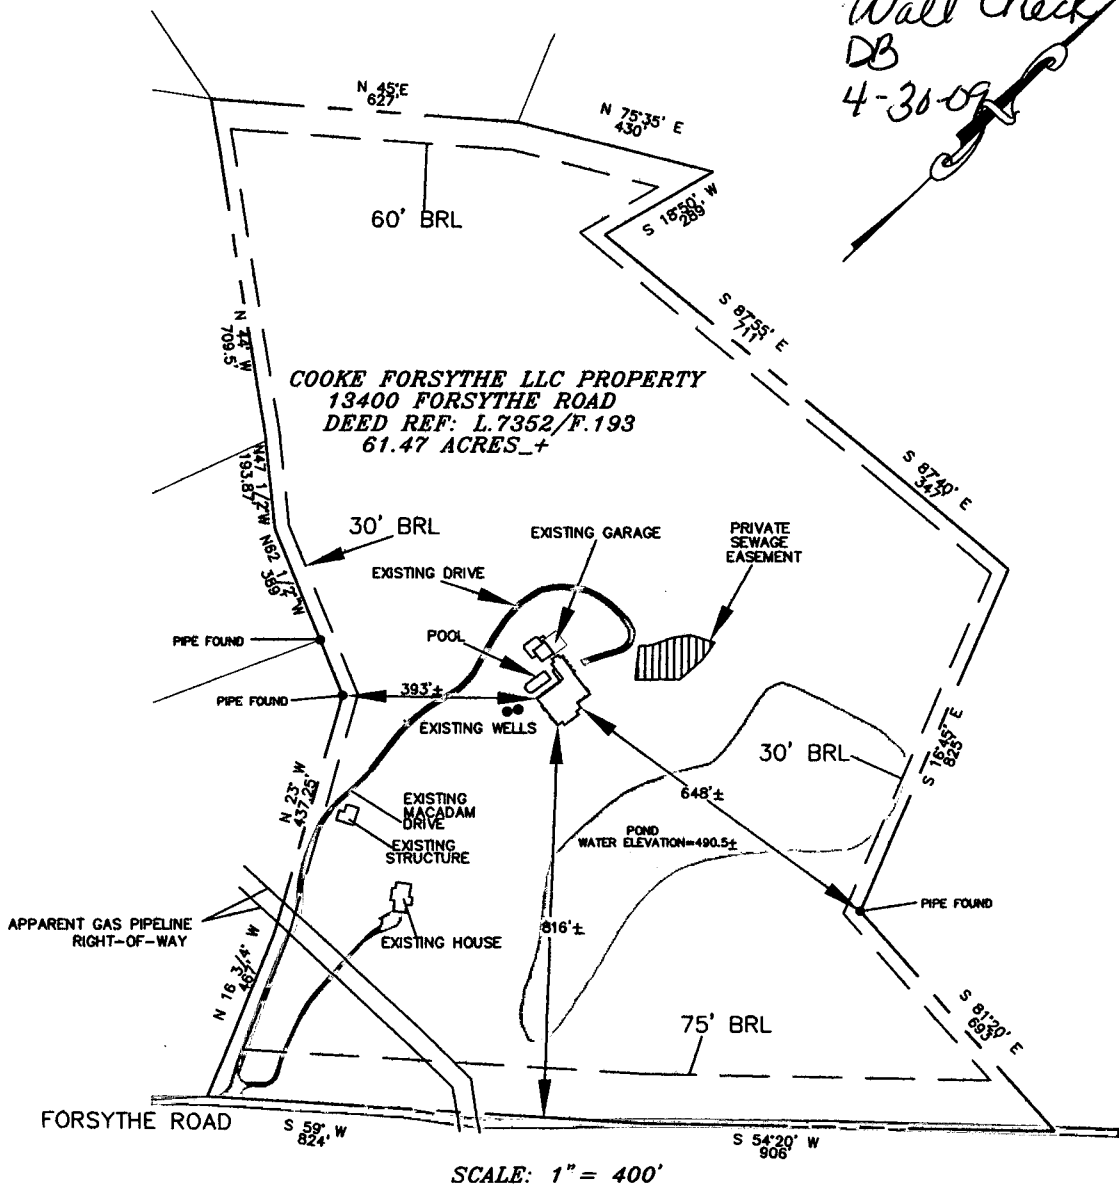 Wall Check
DB
4-30-09
N 45°E
627'
N 75°35' E
430'
60' BRL
S 18°50' W
289'
S 87°55' E
711'
N 44° W
709.5'
COOKE FORSYTHE LLC PROPERTY
13400 FORSYTHE ROAD
DEED REF: L.7352/F.193
61.47 ACRES_+
S 87°40' E
347'
N47 1/2°W
193.87'
30' BRL
EXISTING GARAGE
PRIVATE
SEWAGE
EASEMENT
N62 1/2°W
389'
EXISTING DRIVE
PIPE FOUND
POOL
393'±
PIPE FOUND
EXISTING WELLS
S 16°45' E
825'
30' BRL
N 23° W
437.25'
648'±
EXISTING
MACADAM
DRIVE
POND
WATER ELEVATION=490.5±
EXISTING
STRUCTURE
PIPE FOUND
APPARENT GAS PIPELINE
RIGHT-OF-WAY
816'±
EXISTING HOUSE
N 16 3/4° W
467'
75' BRL
S 81°20' E
693'
FORSYTHE ROAD
S 59° W
824'
S 54°20' W
906'
SCALE: 1"= 400'